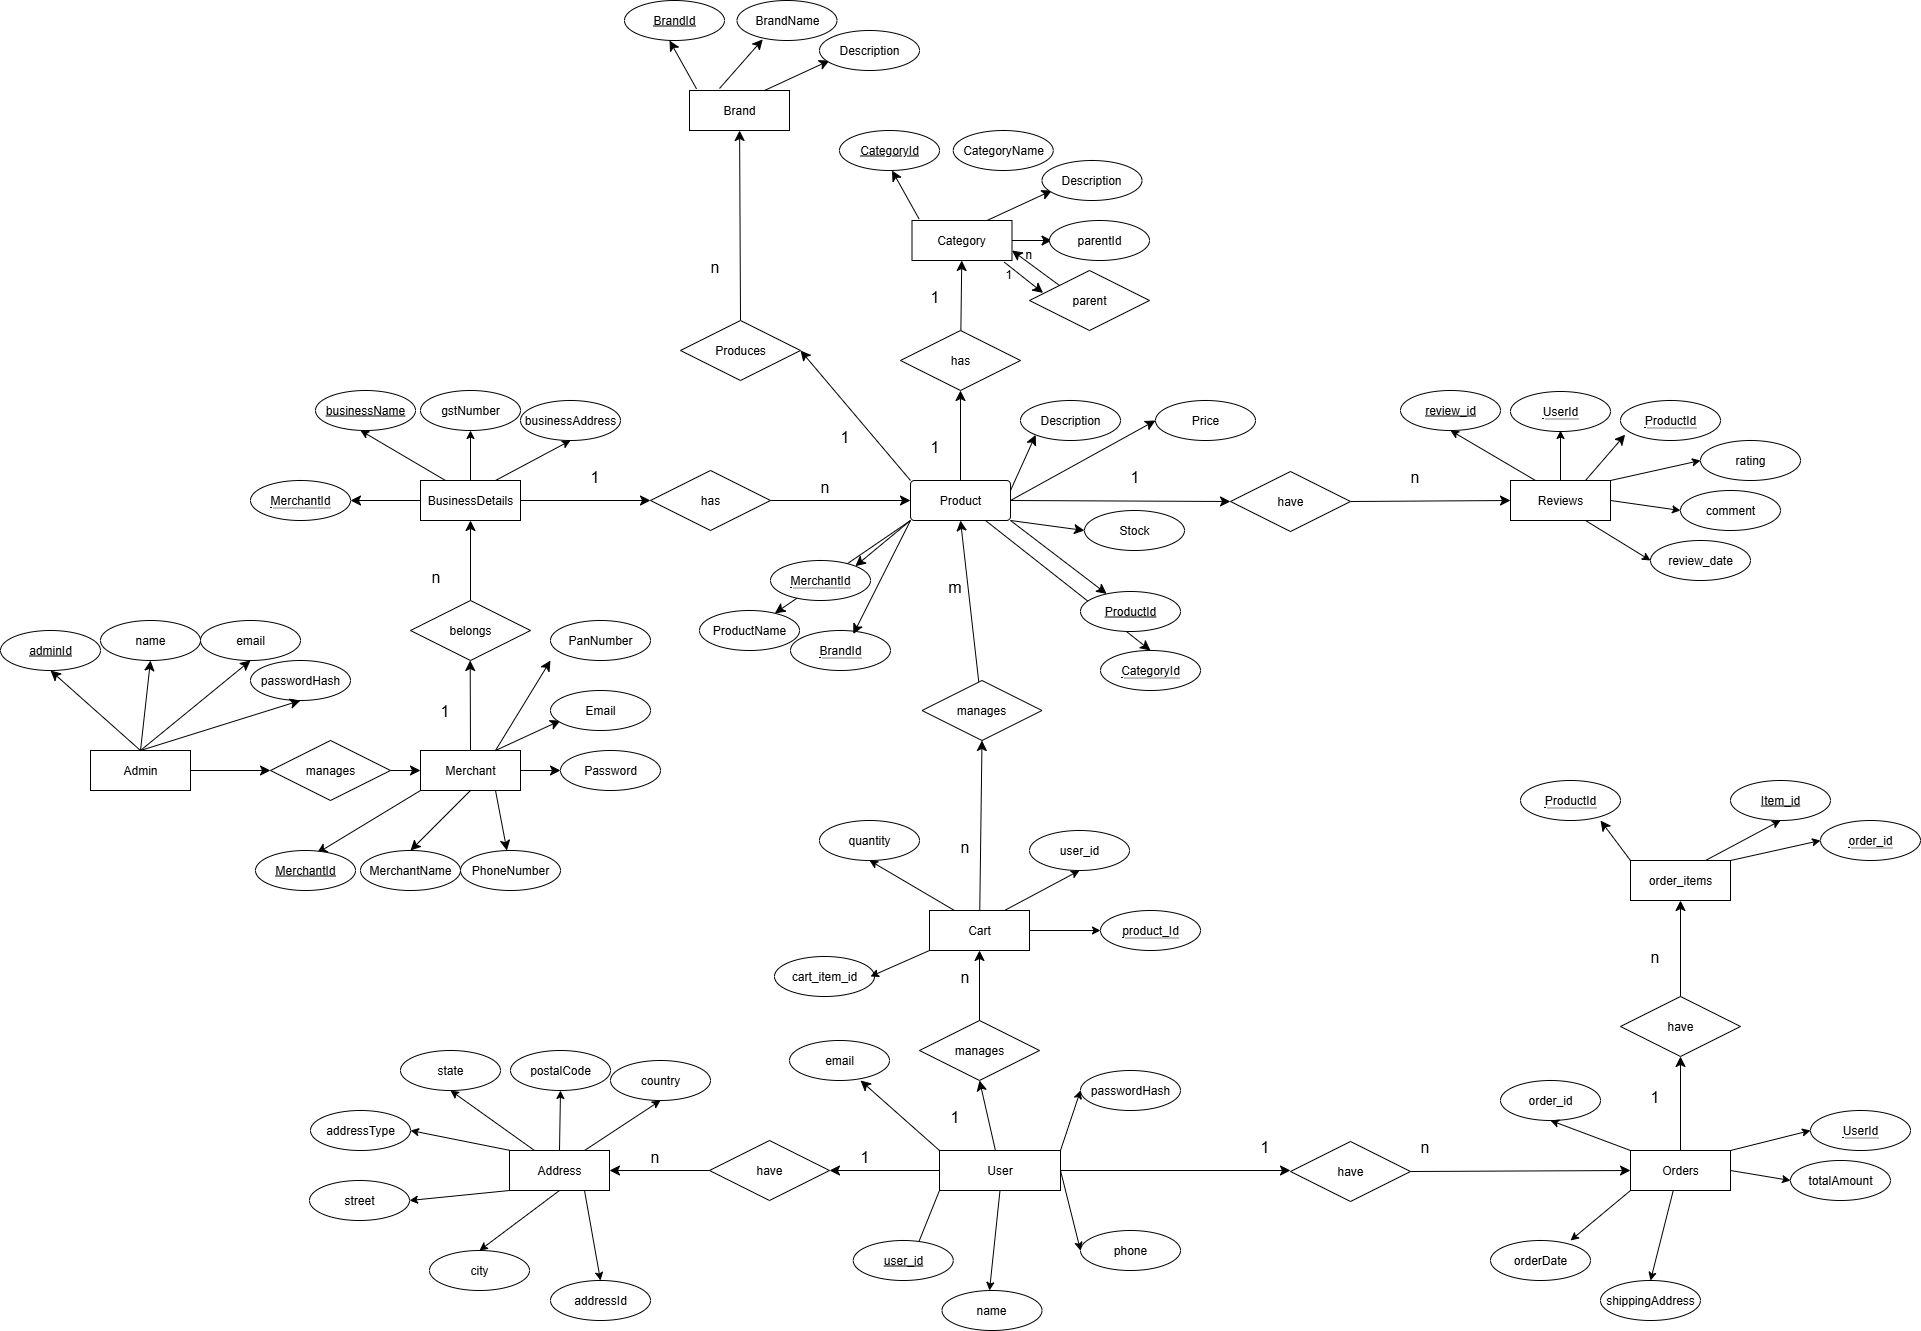 BrandId
BrandName
Description
Brand
CategoryId
CategoryName
Description
Category
parentId
n
1
parent
n
1
Produces
has
businessName
gstNumber
businessAddress
1
1
Description
Price
review_id
UserId
ProductId
rating
MerchantId
BusinessDetails
1
has
n
Product
1
have
n
Reviews
comment
review_date
Stock
n
MerchantId
m
ProductId
ProductName
BrandId
CategoryId
belongs
PanNumber
adminId
name
email
passwordHash
1
Email
manages
Admin
manages
Merchant
Password
MerchantId
MerchantName
PhoneNumber
ProductId
Item_id
order_id
order_items
quantity
n
user_id
Cart
product_Id
cart_item_id
n
n
have
manages
email
state
postalCode
country
passwordHash
1
1
order_id
addressType
UserId
Address
n
have
1
User
1
have
n
Orders
totalAmount
street
user_id
phone
orderDate
city
addressId
name
shippingAddress